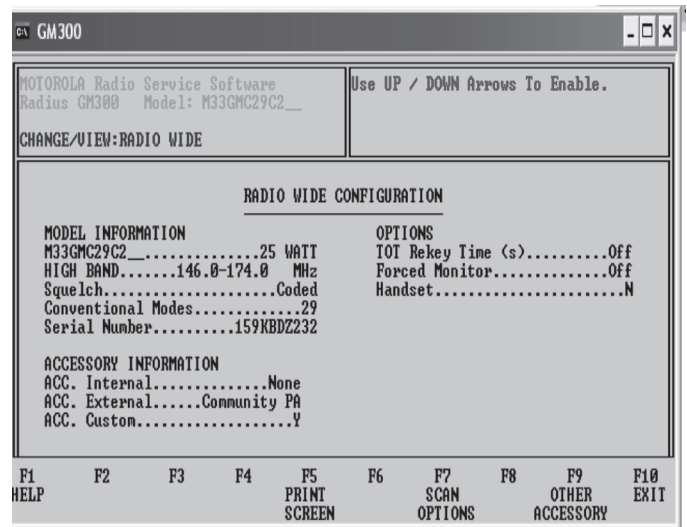 GM300
MOTOROLA Radio Service Software
Radius GM300 Model: M33GMC29C2__
CHANGE/VIEW:RADIO WIDE
Use UP / DOWN Arrows To Enable.
RADIO WIDE CONFIGURATION
MODEL INFORMATION
M33GMC29C2__..............25 WATT
HIGH BAND.......146.0-174.0 MHz
Squelch.....................Coded
Conventional Modes.............29
Serial Number..........159KBDZ232
ACCESSORY INFORMATION
ACC. Internal...............None
ACC. External......Community PA
ACC. Custom...................Y
OPTIONS
TOT Rekey Time (s)..........Off
Forced Monitor..............Off
Handset.......................N
F1 F2 F3 F4 F5 F6 F7 F8 F9 F10
HELP PRINT SCAN OTHER EXIT
SCREEN OPTIONS ACCESSORY